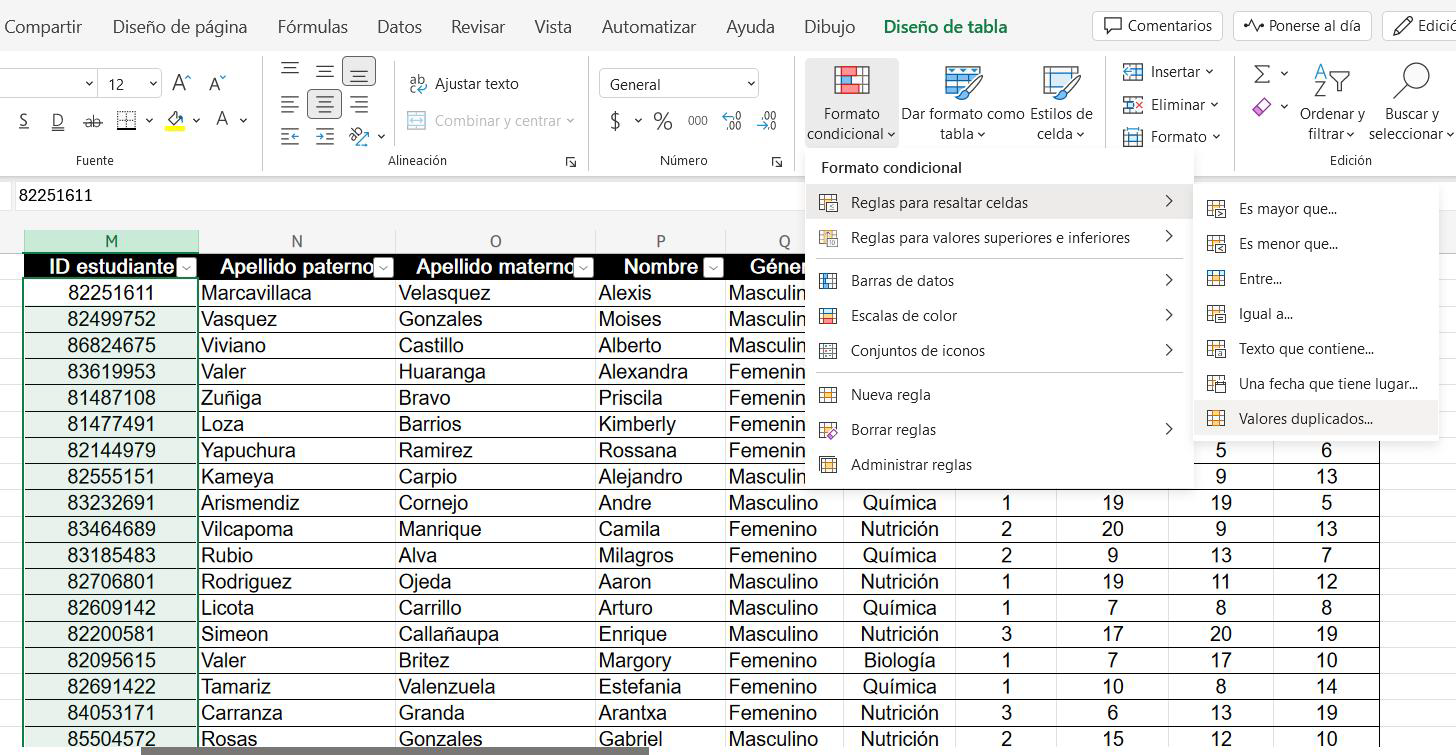 Compartir Diseño de página Fórmulas Datos Revisar Vista Automatizar Ayuda Dibujo Diseño de tabla Comentarios Ponerse al día Edició
12 A A
S D ab A
Fuente
ab Ajustar texto
Combinar y centrar
Alineación
General
$ % 000 ,00 ,00
Número
Formato condicional
Dar formato como tabla
Estilos de celda
Insertar
Eliminar
Formato
Ordenar y filtrar
Buscar y seleccionar
Edición
82251611
Formato condicional
Reglas para resaltar celdas
Reglas para valores superiores e inferiores
Barras de datos
Escalas de color
Conjuntos de iconos
Nueva regla
Borrar reglas
Administrar reglas
Es mayor que...
Es menor que...
Entre...
Igual a...
Texto que contiene...
Una fecha que tiene lugar...
Valores duplicados...
M N O P Q
ID estudiante Apellido paterno Apellido materno Nombre Géner
82251611 Marcavillaca Velasquez Alexis Masculin
82499752 Vasquez Gonzales Moises Masculin
86824675 Viviano Castillo Alberto Masculin
83619953 Valer Huaranga Alexandra Femenin
81487108 Zuñiga Bravo Priscila Femenin
81477491 Loza Barrios Kimberly Femenin
82144979 Yapuchura Ramirez Rossana Femenin 5 6
82555151 Kameya Carpio Alejandro Masculin 9 13
83232691 Arismendiz Cornejo Andre Masculino Química 1 19 19 5
83464689 Vilcapoma Manrique Camila Femenino Nutrición 2 20 9 13
83185483 Rubio Alva Milagros Femenino Química 2 9 13 7
82706801 Rodriguez Ojeda Aaron Masculino Nutrición 1 19 11 12
82609142 Licota Carrillo Arturo Masculino Química 1 7 8 8
82200581 Simeon Callañaupa Enrique Masculino Nutrición 3 17 20 19
82095615 Valer Britez Margory Femenino Biología 1 7 17 10
82691422 Tamariz Valenzuela Estefania Femenino Química 1 10 8 14
84053171 Carranza Granda Arantxa Femenino Nutrición 3 6 13 19
85504572 Rosas Gonzales Gabriel Masculino Nutrición 2 15 12 10